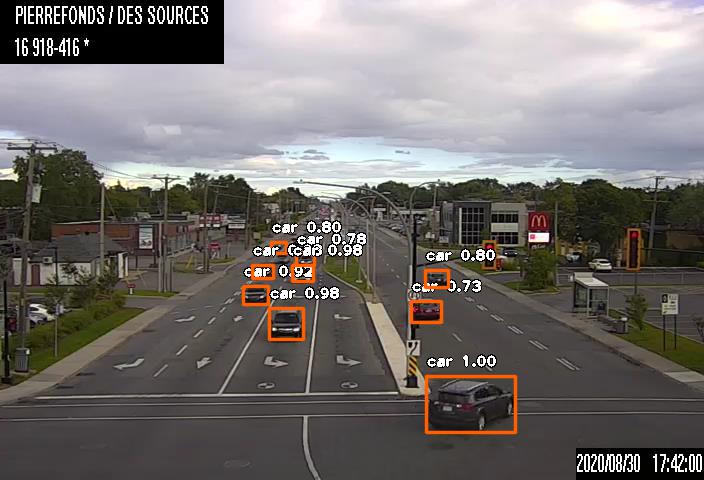 PIERREFONDS / DES SOURCES
16 918-416 *
car 0.80
car 0.78
car 0.98
car 0.80
car 0.92
car 0.73
car 0.98
car 1.00
2020/08/30 17:42:00